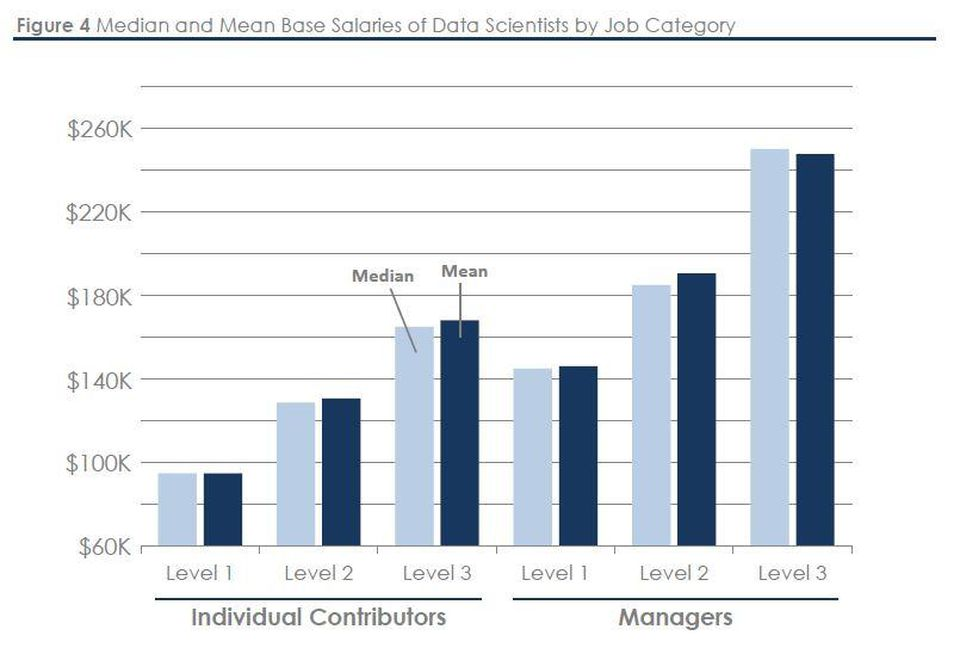 Figure 4 Median and Mean Base Salaries of Data Scientists by Job Category
$260K
$220K
Median Mean
$180K
$140K
$100K
$60K
Level 1 Level 2 Level 3 Level 1 Level 2 Level 3
Individual Contributors Managers